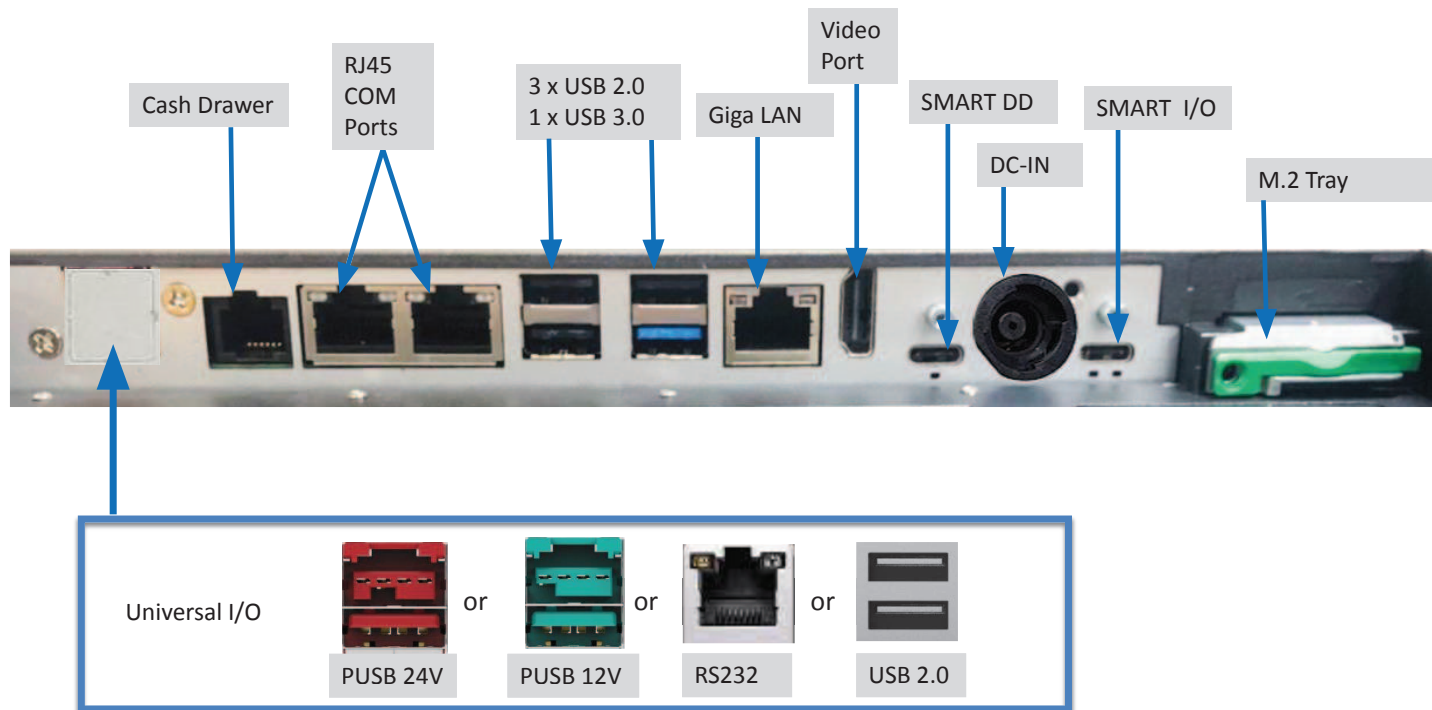 Video
Port
RJ45
COM
Ports
3 x USB 2.0
1 x USB 3.0
Cash Drawer
Giga LAN
SMART DD
SMART I/O
DC-IN
M.2 Tray
Universal I/O
or
or
or
PUSB 24V
PUSB 12V
RS232
USB 2.0